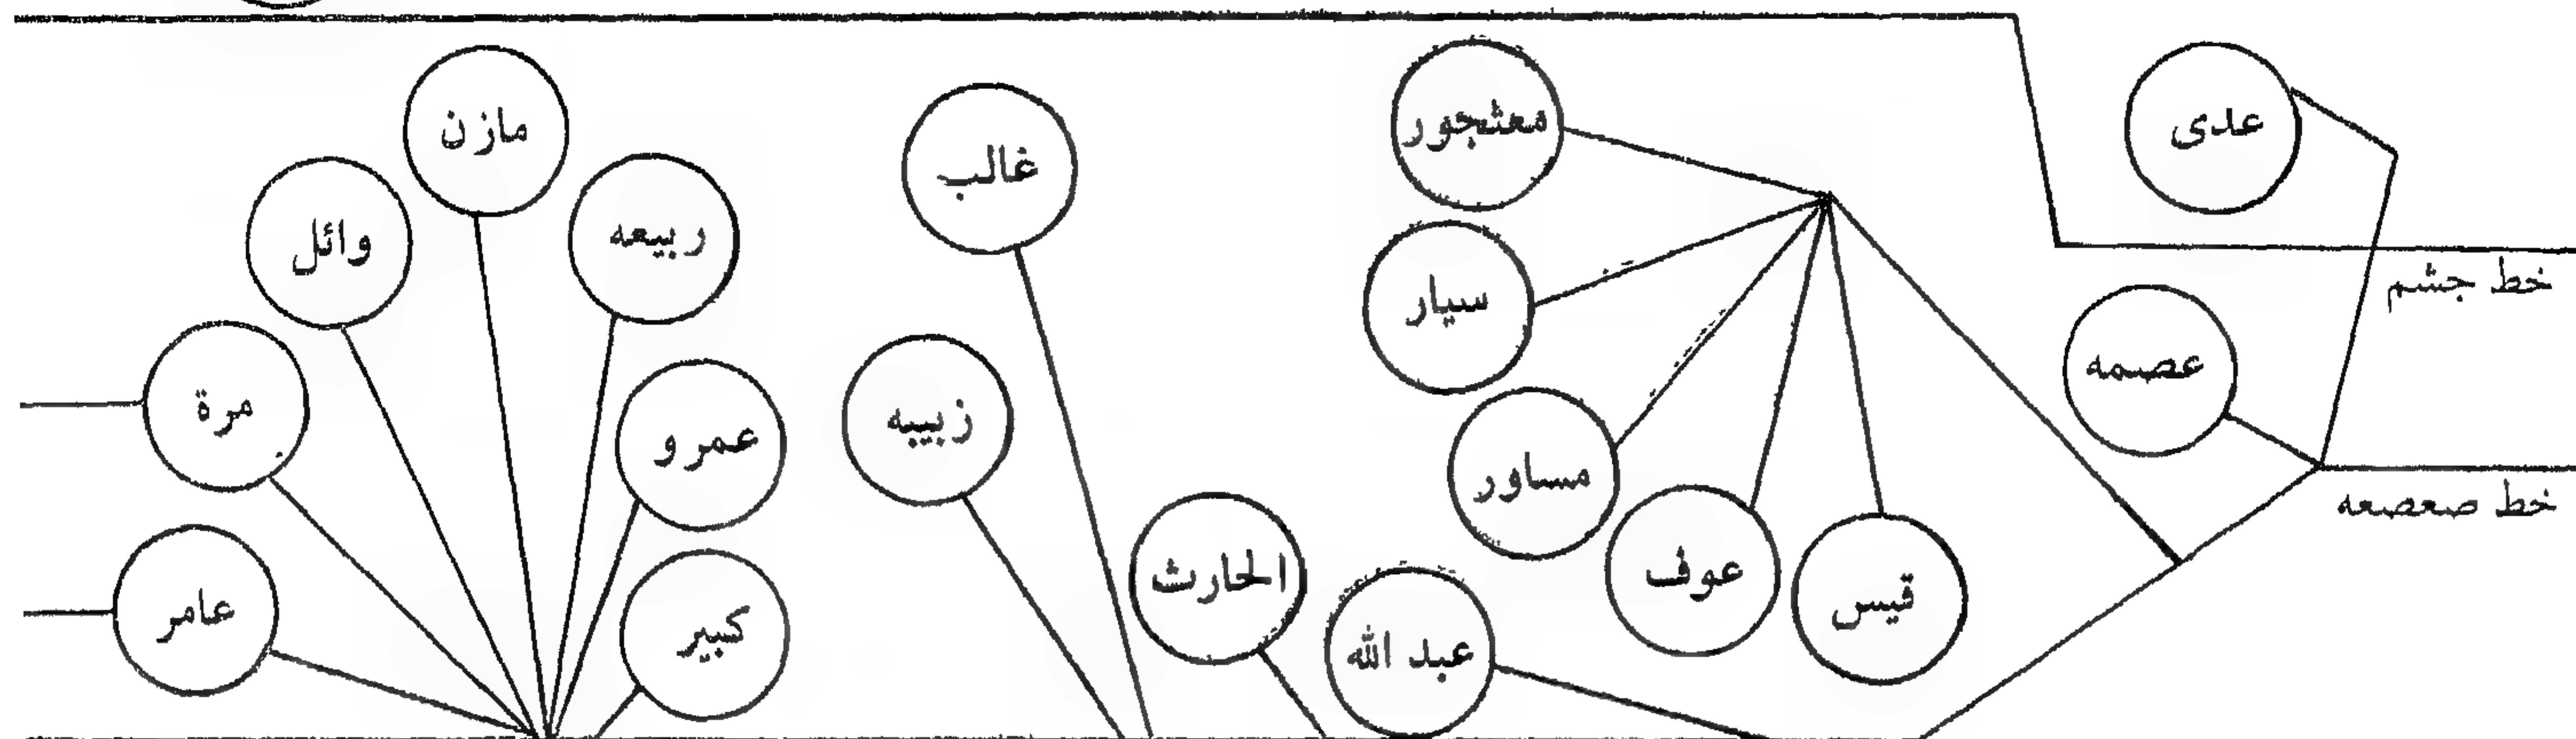 مازن
معثجور
عدى
غالب
ربيعه
وائل
خط جشم
سيار
عصمه
مرة
زبيبه
عمرو
مساور
خط صعصعه
الحارث
عوف
قيس
عامر
كبير
عبد الله